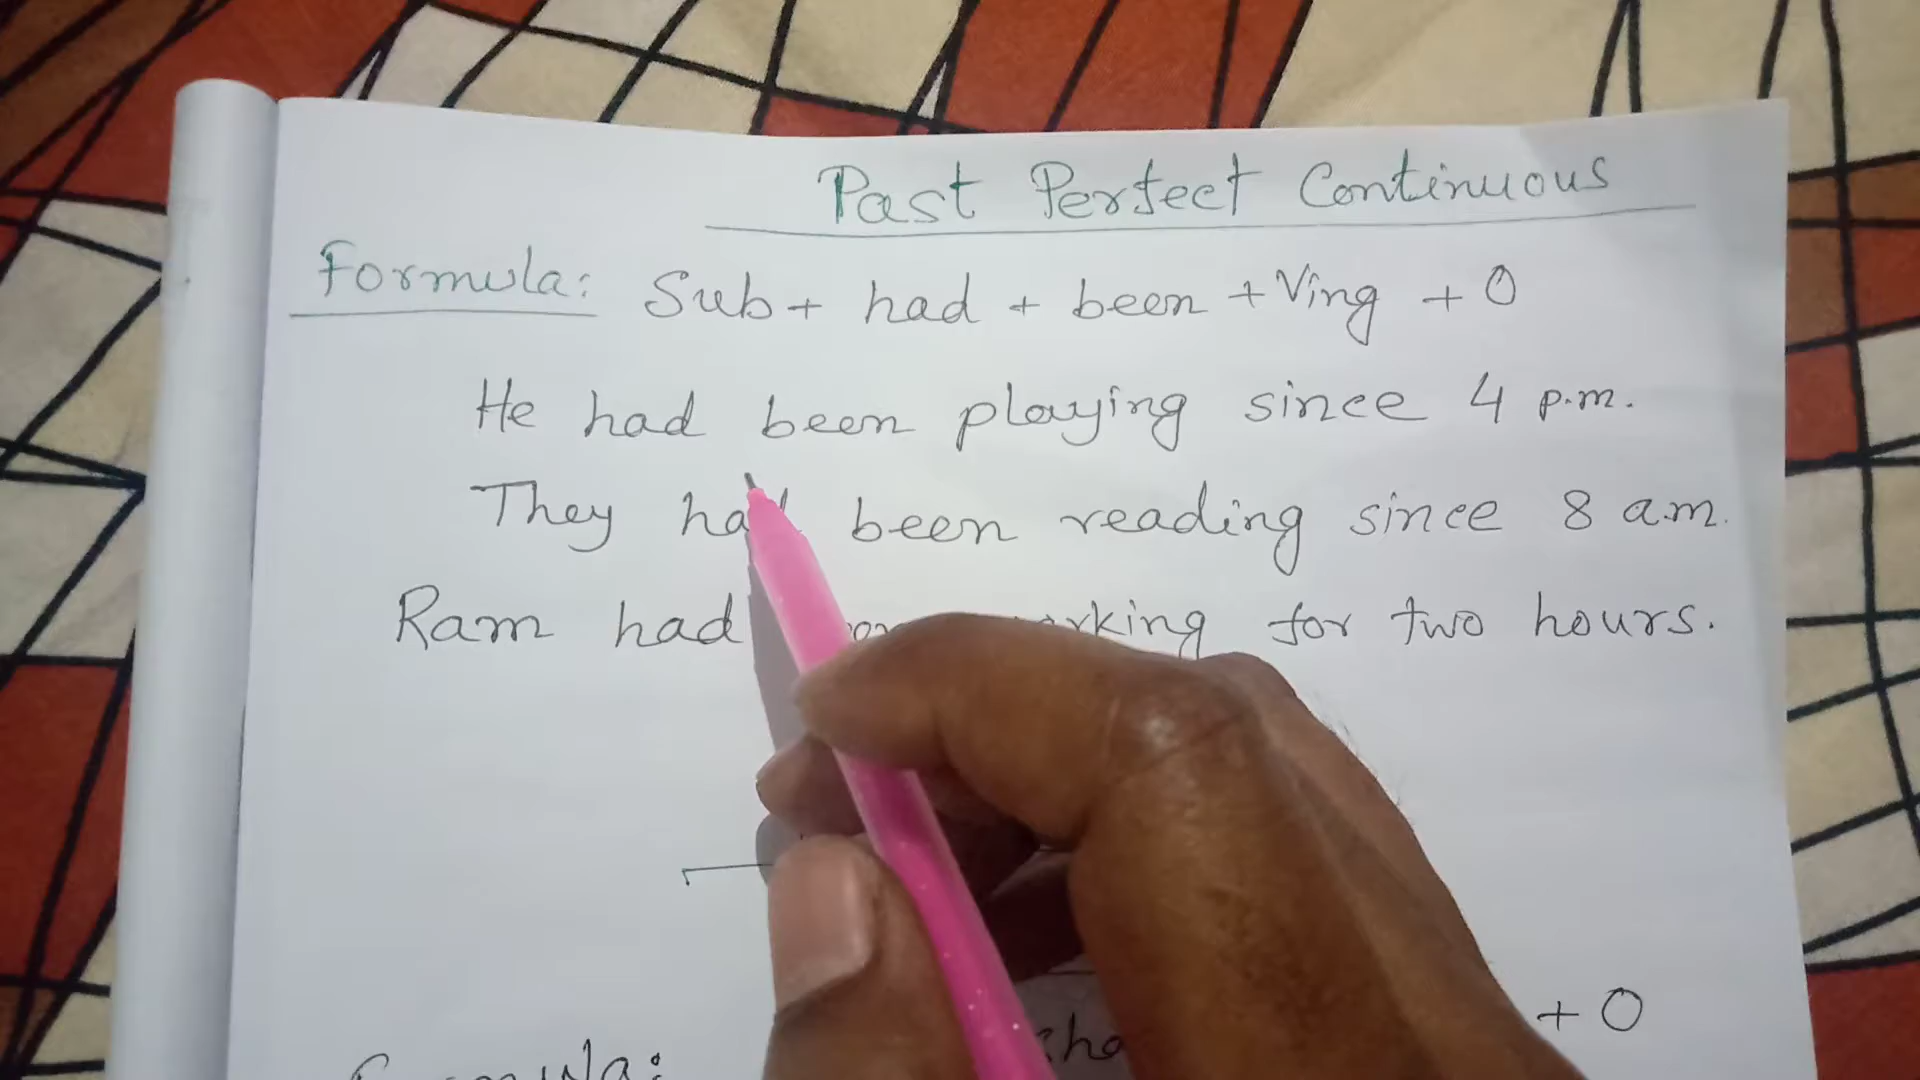 Past Perfect Continuous
Formula: Sub + had + been + Ving + O
He had been playing since 4 p.m.
They had been reading since 8 a.m.
Ram had for two hours.
Formula: + O